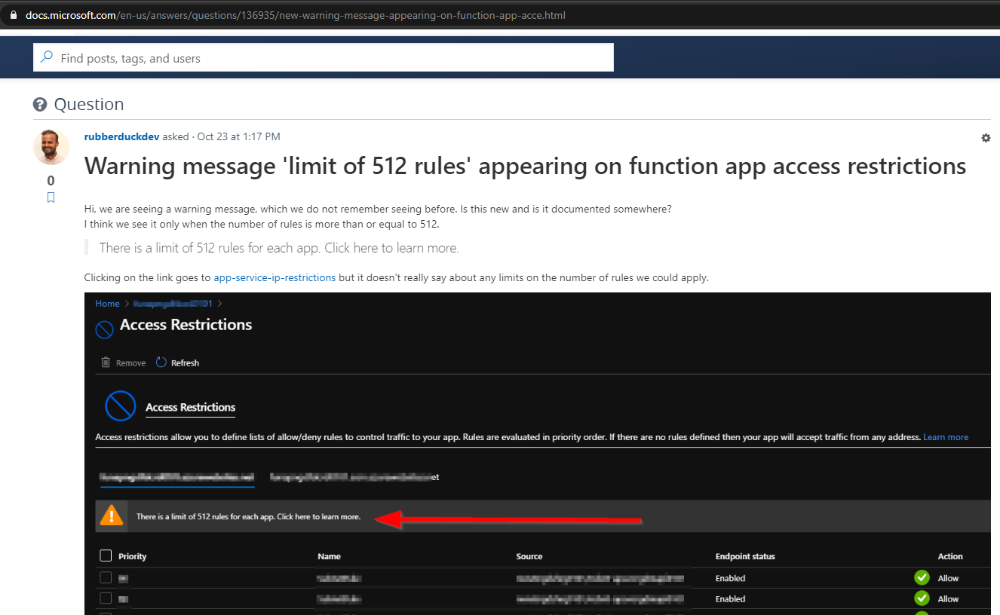 docs.microsoft.com/en-us/answers/questions/136935/new-warning-message-appearing-on-function-app-acce.html
Find posts, tags, and users
Question
rubberduckdev asked · Oct 23 at 1:17 PM
Warning message 'limit of 512 rules' appearing on function app access restrictions
0
Hi, we are seeing a warning message, which we do not remember seeing before. Is this new and is it documented somewhere?
I think we see it only when the number of rules is more than or equal to 512.
There is a limit of 512 rules for each app. Click here to learn more.
Clicking on the link goes to app-service-ip-restrictions but it doesn't really say about any limits on the number of rules we could apply.
Home > >
Access Restrictions
Remove Refresh
Access Restrictions
Access restrictions allow you to define lists of allow/deny rules to control traffic to your app. Rules are evaluated in priority order. If there are no rules defined then your app will accept traffic from any address. Learn more
There is a limit of 512 rules for each app. Click here to learn more.
Priority Name Source Endpoint status Action
Enabled Allow
Enabled Allow